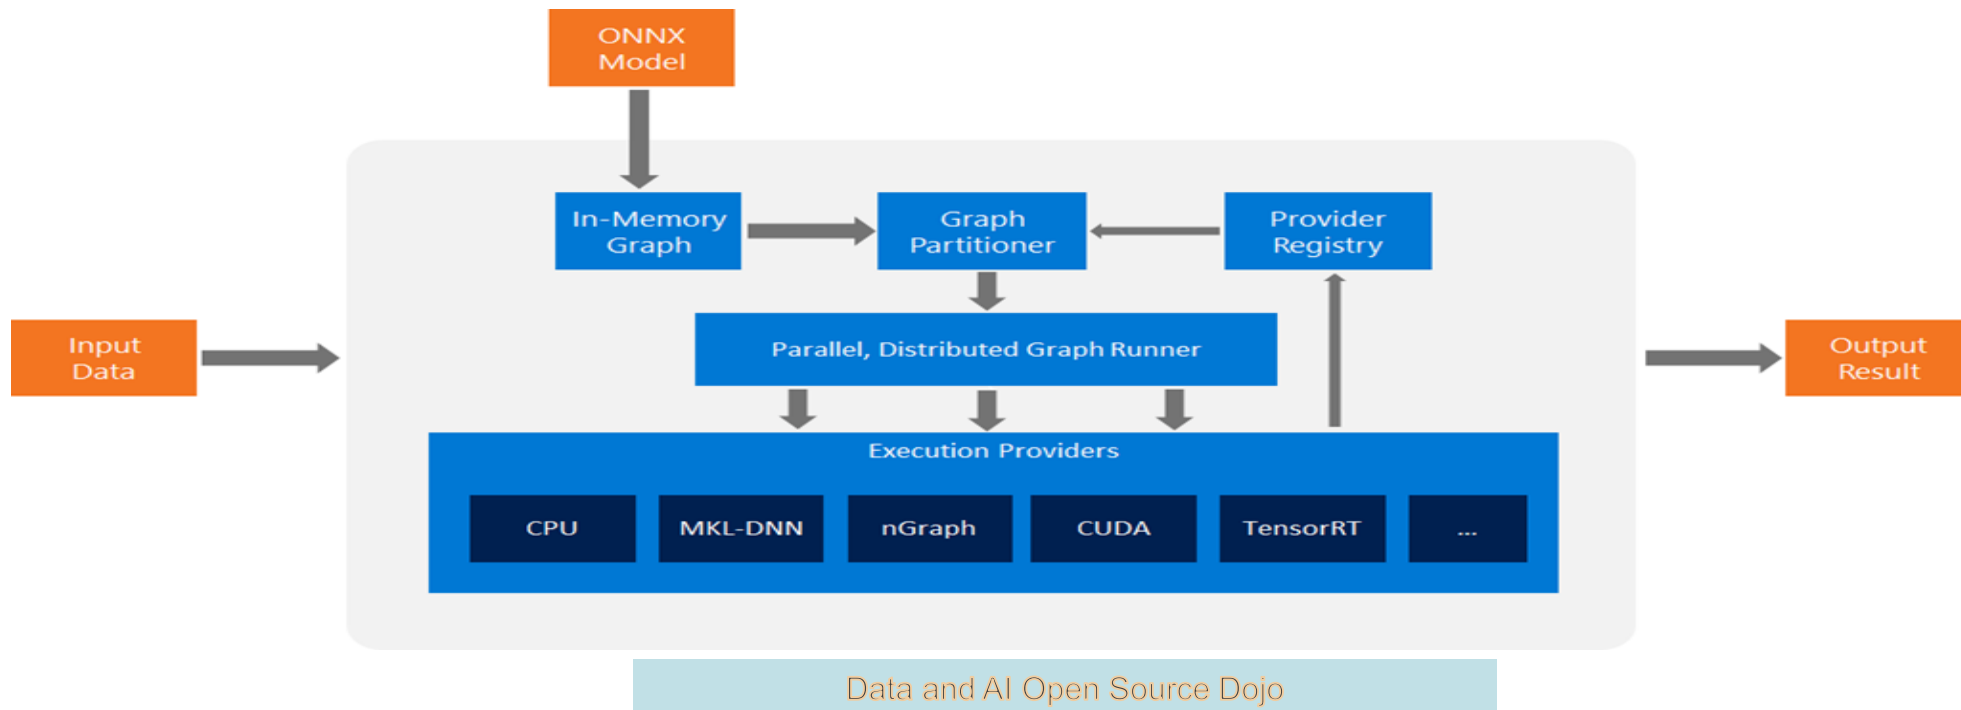 ONNX
Model
In-Memory
Graph
Graph
Partitioner
Provider
Registry
Input
Data
Parallel, Distributed Graph Runner
Output
Result
Execution Providers
CPU
MKL-DNN
nGraph
CUDA
TensorRT
...
Data and AI Open Source Dojo